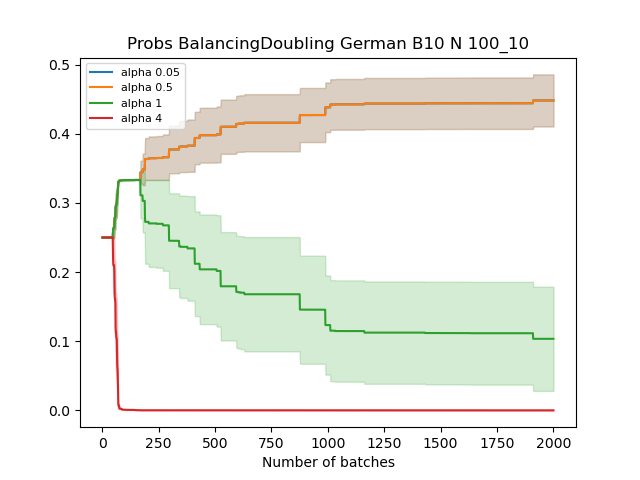 Probs BalancingDoubling German B10 N 100_10
alpha 0.05
alpha 0.5
alpha 1
alpha 4
0.5
0.4
0.3
0.2
0.1
0.0
0 250 500 750 1000 1250 1500 1750 2000
Number of batches